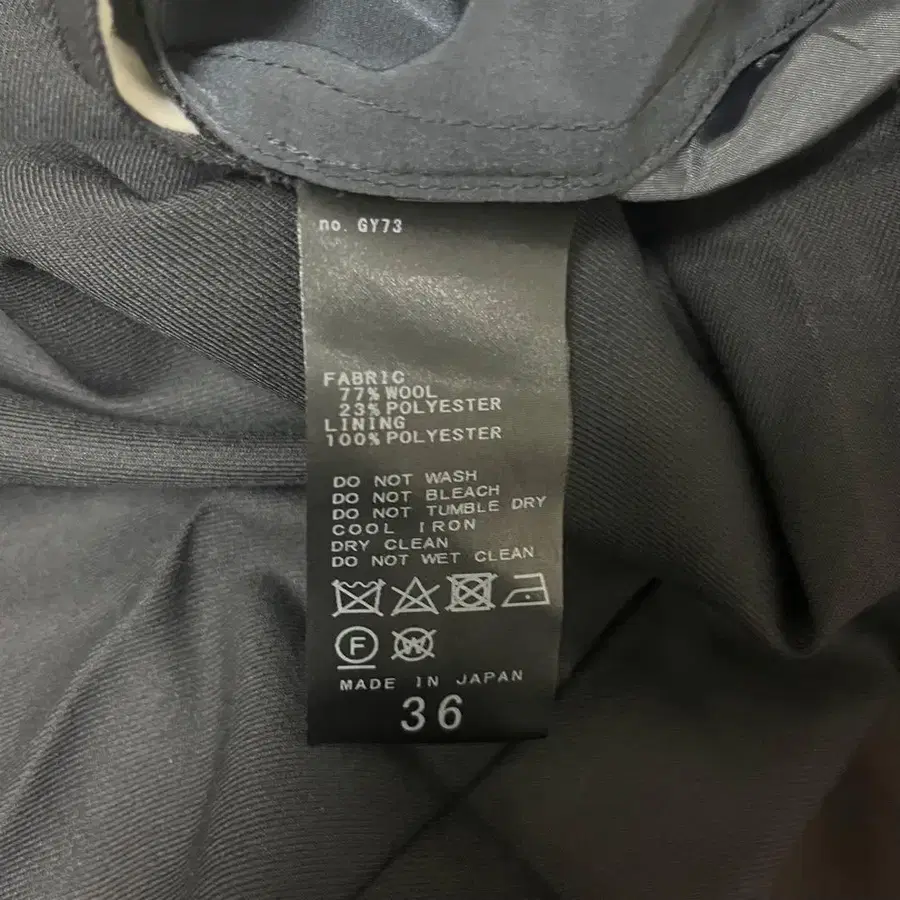 no. GY73
FABRIC
77% WOOL
23% POLYESTER
LINING
100% POLYESTER
DO NOT WASH
DO NOT BLEACH
DO NOT TUMBLE DRY
COOL IRON
DRY CLEAN
DO NOT WET CLEAN
F W
MADE IN JAPAN
36